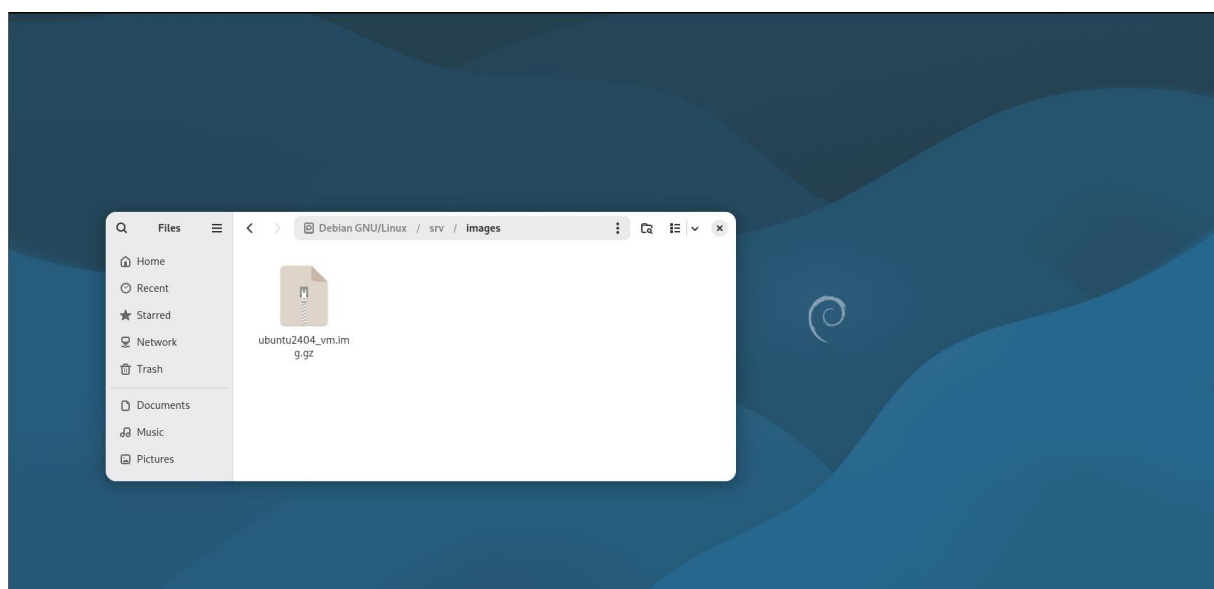 Files
Debian GNU/Linux / srv / images
Home
Recent
Starred
Network
Trash
Documents
Music
Pictures
ubuntu2404_vm.im
g.gz